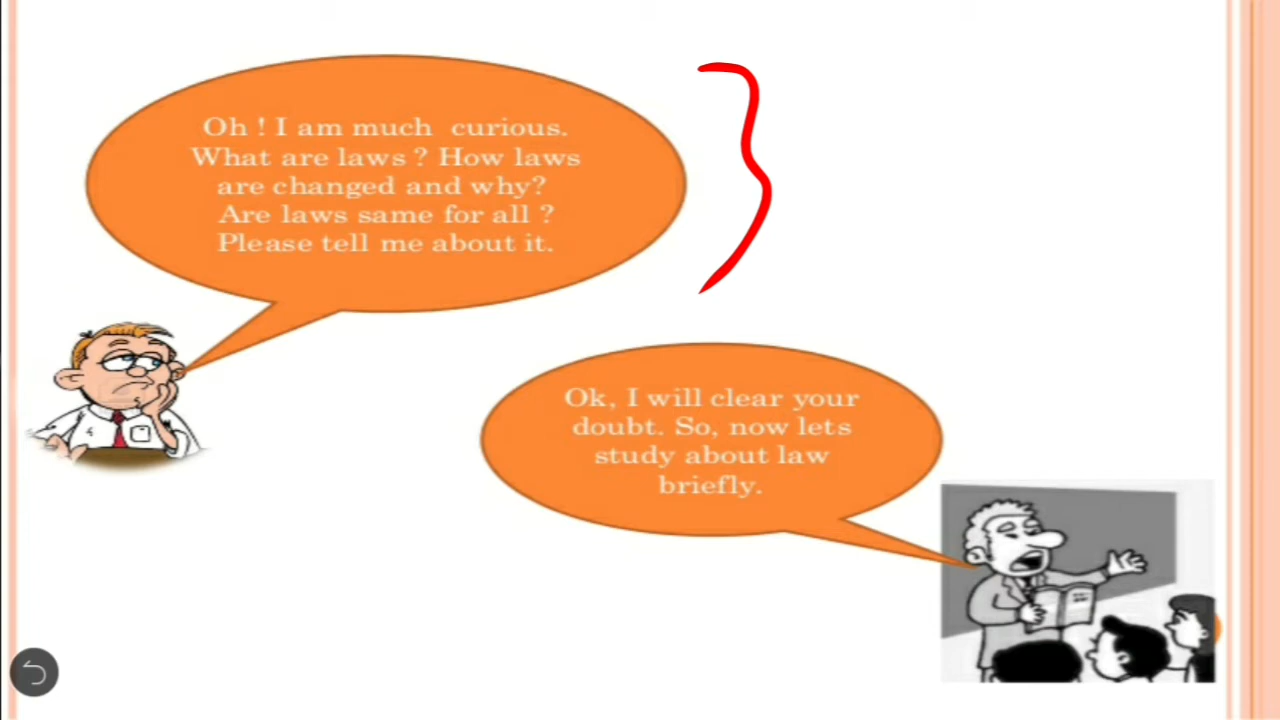 Oh ! I am much curious.
What are laws ? How laws
are changed and why?
Are laws same for all ?
Please tell me about it.
Ok, I will clear your
doubt. So, now lets
study about law
briefly.